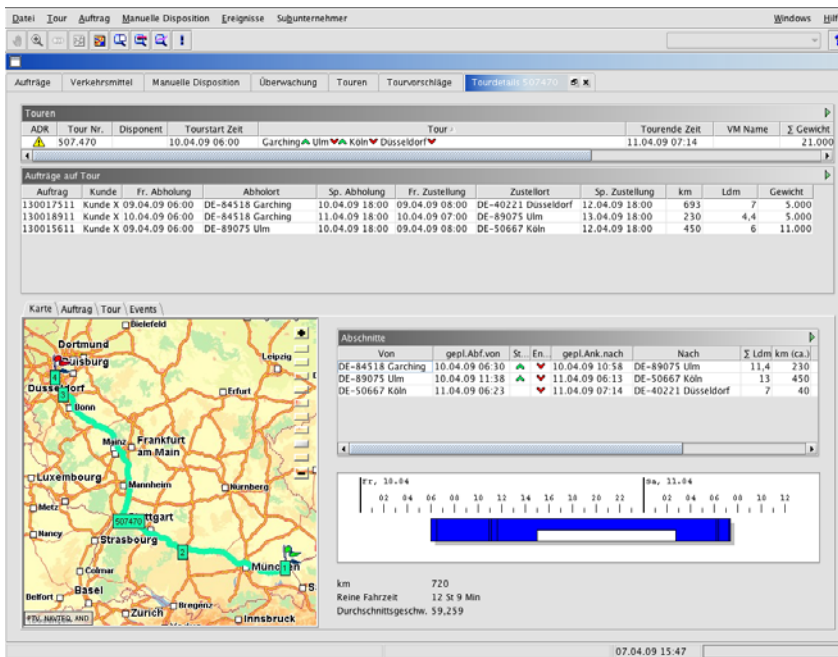 Datei Tour Auftrag Manuelle Disposition Ereignisse Subunternehmer Windows Hilf
Aufträge Verkehrsmittel Manuelle Disposition Überwachung Touren Tourvorschläge Tourdetails 507470
Touren
ADR Tour Nr. Disponent Tourstart Zeit Tour Tourende Zeit VM Name Σ Gewicht
507.470 10.04.09 06:00 Garching Ulm Köln Düsseldorf 11.04.09 07:14 21.000
Aufträge auf Tour
Auftrag Kunde Fr. Abholung Abholort Sp. Abholung Fr. Zustellung Zustellort Sp. Zustellung km Ldm Gewicht
130017511 Kunde X 09.04.09 06:00 DE-84518 Garching 10.04.09 18:00 09.04.09 08:00 DE-40221 Düsseldorf 12.04.09 18:00 693 7 5.000
130018911 Kunde X 10.04.09 06:00 DE-84518 Garching 11.04.09 18:00 10.04.09 07:00 DE-89075 Ulm 13.04.09 18:00 230 4,4 5.000
130015611 Kunde X 09.04.09 06:00 DE-89075 Ulm 10.04.09 18:00 09.04.09 08:00 DE-50667 Köln 12.04.09 18:00 450 6 11.000
Karte Auftrag Tour Events
Bielefeld
Dortmund
Duisburg
Leipzig
4
Düsseldorf
3
Erfurt
Bonn
Mainz Frankfurt
am Main
Luxembourg
Mannheim
Nürnberg
Metz
507470
Nancy
Strasbourg
2
Colmar
München
1
S
Belfort
Basel
Bregenz
Zürich
Innsbruck
PTV, NAVTEQ, AND
Abschnitte
Von gepl.Abf.von St... En... gepl.Ank.nach Nach Σ Ldm km (ca.)
DE-84518 Garching 10.04.09 06:30 10.04.09 10:58 DE-89075 Ulm 11,4 230
DE-89075 Ulm 10.04.09 11:38 11.04.09 06:13 DE-50667 Köln 13 450
DE-50667 Köln 11.04.09 06:23 11.04.09 07:14 DE-40221 Düsseldorf 7 40
Fr, 10.04 Sa, 11.04
02 04 06 08 10 12 14 16 18 20 22 02 04 06 08 10 12
km 720
Reine Fahrzeit 12 St 9 Min
Durchschnittsgeschw. 59,259
07.04.09 15:47